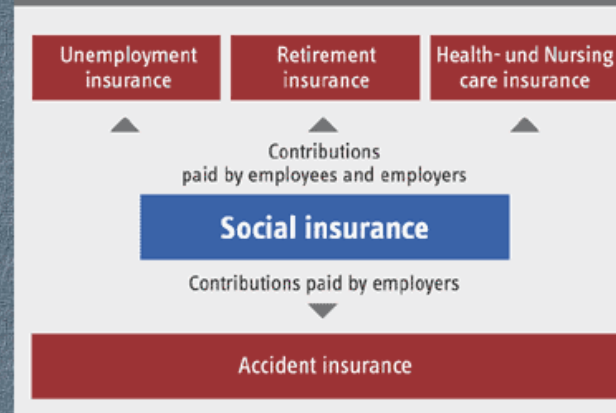 Unemployment
insurance
Retirement
insurance
Health- und Nursing
care insurance
Contributions
paid by employees and employers
Social insurance
Contributions paid by employers
Accident insurance